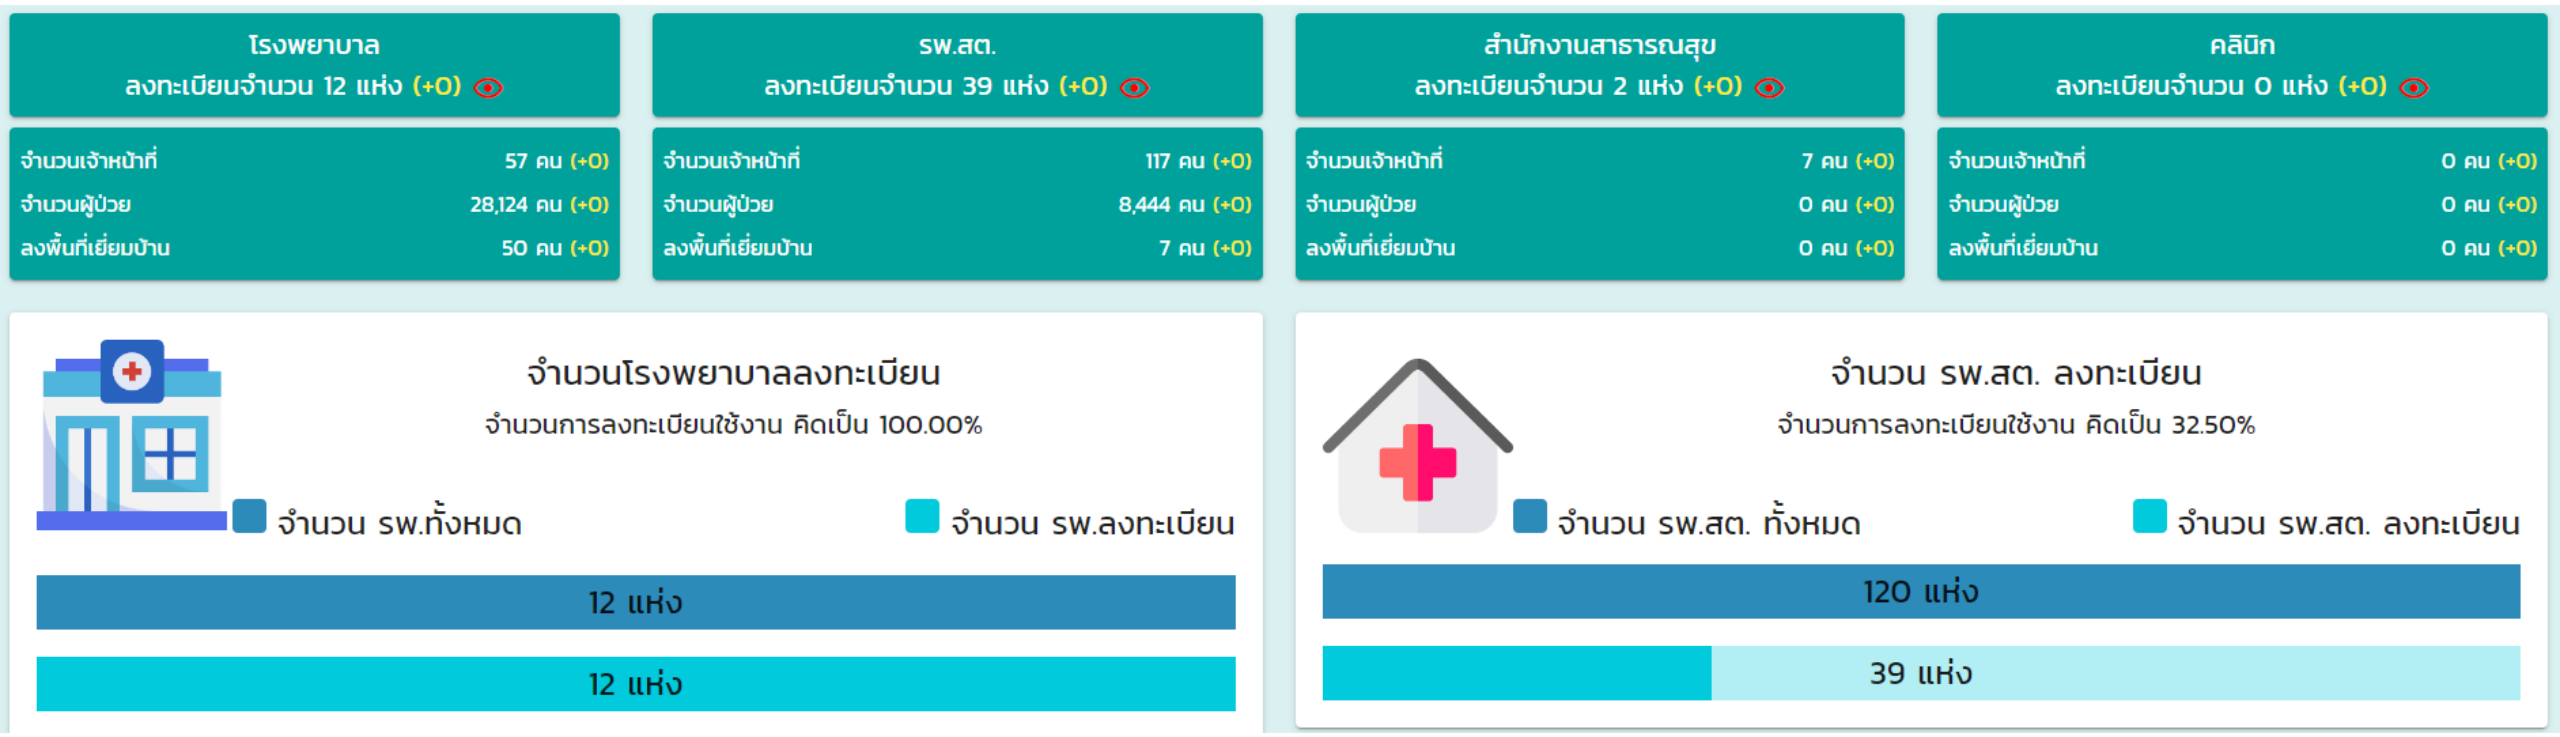 โรงพยาบาล
ลงทะเบียนจำนวน 12 แห่ง (+0)
จำนวนเจ้าหน้าที่ 57 คน (+0)
จำนวนผู้ป่วย 28,124 คน (+0)
ลงพื้นที่เยี่ยมบ้าน 50 คน (+0)
รพ.สต.
ลงทะเบียนจำนวน 39 แห่ง (+0)
จำนวนเจ้าหน้าที่ 117 คน (+0)
จำนวนผู้ป่วย 8,444 คน (+0)
ลงพื้นที่เยี่ยมบ้าน 7 คน (+0)
สำนักงานสาธารณสุข
ลงทะเบียนจำนวน 2 แห่ง (+0)
จำนวนเจ้าหน้าที่ 7 คน (+0)
จำนวนผู้ป่วย 0 คน (+0)
ลงพื้นที่เยี่ยมบ้าน 0 คน (+0)
คลินิก
ลงทะเบียนจำนวน 0 แห่ง (+0)
จำนวนเจ้าหน้าที่ 0 คน (+0)
จำนวนผู้ป่วย 0 คน (+0)
ลงพื้นที่เยี่ยมบ้าน 0 คน (+0)
จำนวนโรงพยาบาลลงทะเบียน
จำนวนการลงทะเบียนใช้งาน คิดเป็น 100.00%
จำนวน รพ.ทั้งหมด
จำนวน รพ.ลงทะเบียน
12 แห่ง
12 แห่ง
จำนวน รพ.สต. ลงทะเบียน
จำนวนการลงทะเบียนใช้งาน คิดเป็น 32.50%
จำนวน รพ.สต. ทั้งหมด
จำนวน รพ.สต. ลงทะเบียน
120 แห่ง
39 แห่ง